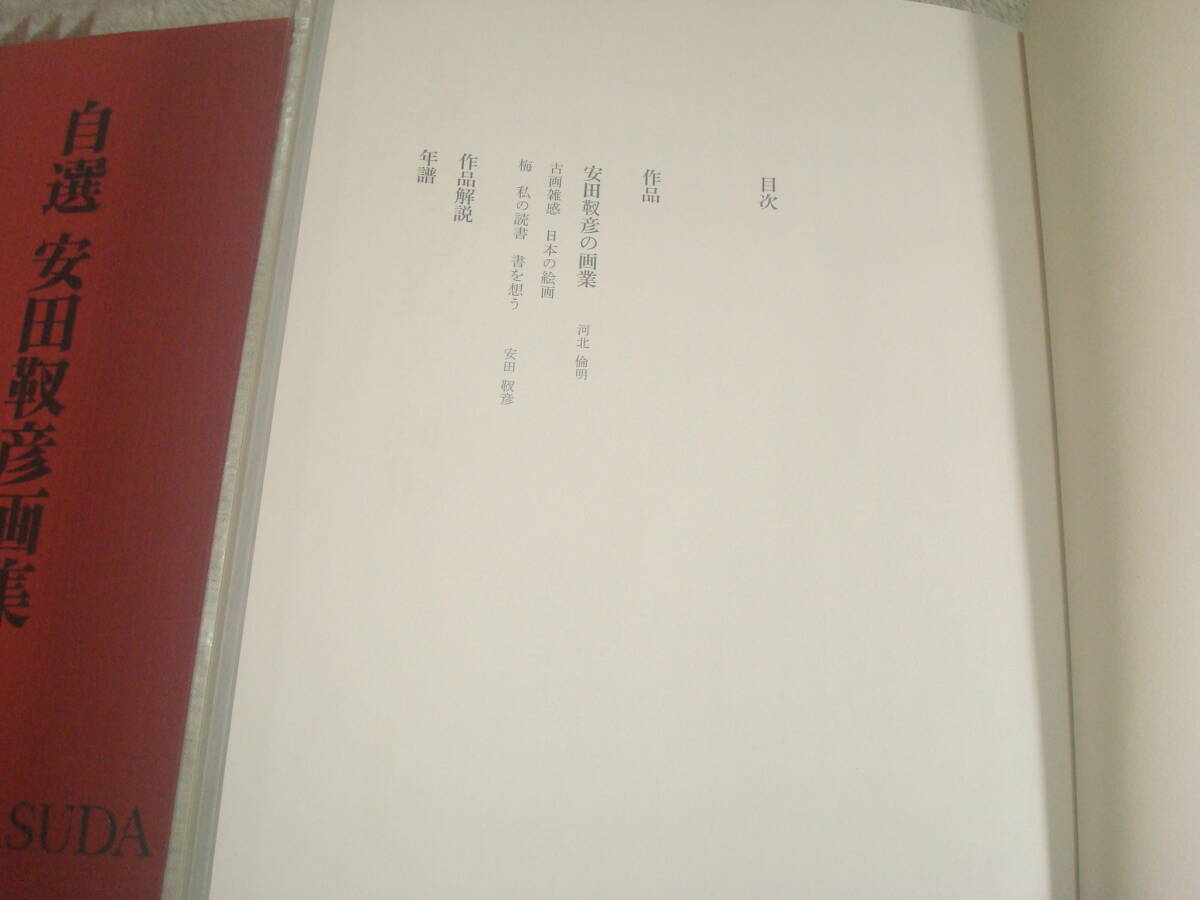 目次
作品
安田靫彦の画業　河北 倫明
古画雑感　日本の絵画
梅　私の読書　書を想う　安田 靫彦
作品解説
年譜
自選 安田靫彦画集
ASUDA